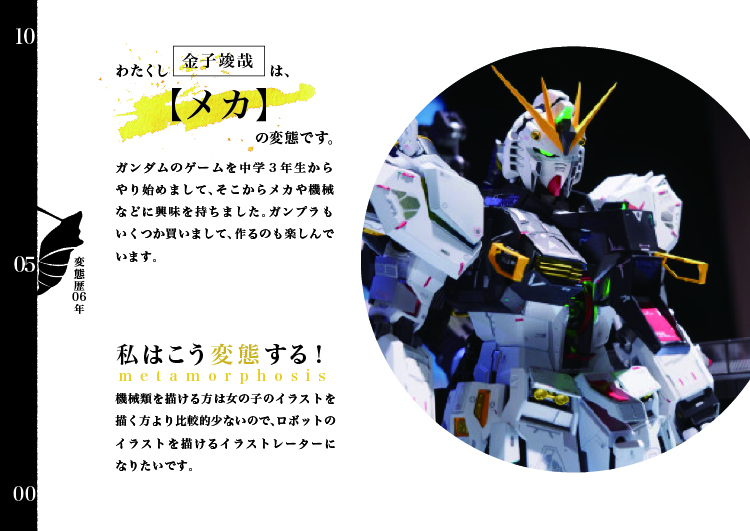 10
05
00
変態歴06年
わたくし 金子竣哉 は、
【メカ】
の変態です。
ガンダムのゲームを中学3年生から
やり始めまして、そこからメカや機械
などに興味を持ちました。ガンプラも
いくつか買いまして、作るのも楽しんで
います。
私はこう変態する!
metamorphosis
機械類を描ける方は女の子のイラストを
描く方より比較的少ないので、ロボットの
イラストを描けるイラストレーターに
なりたいです。